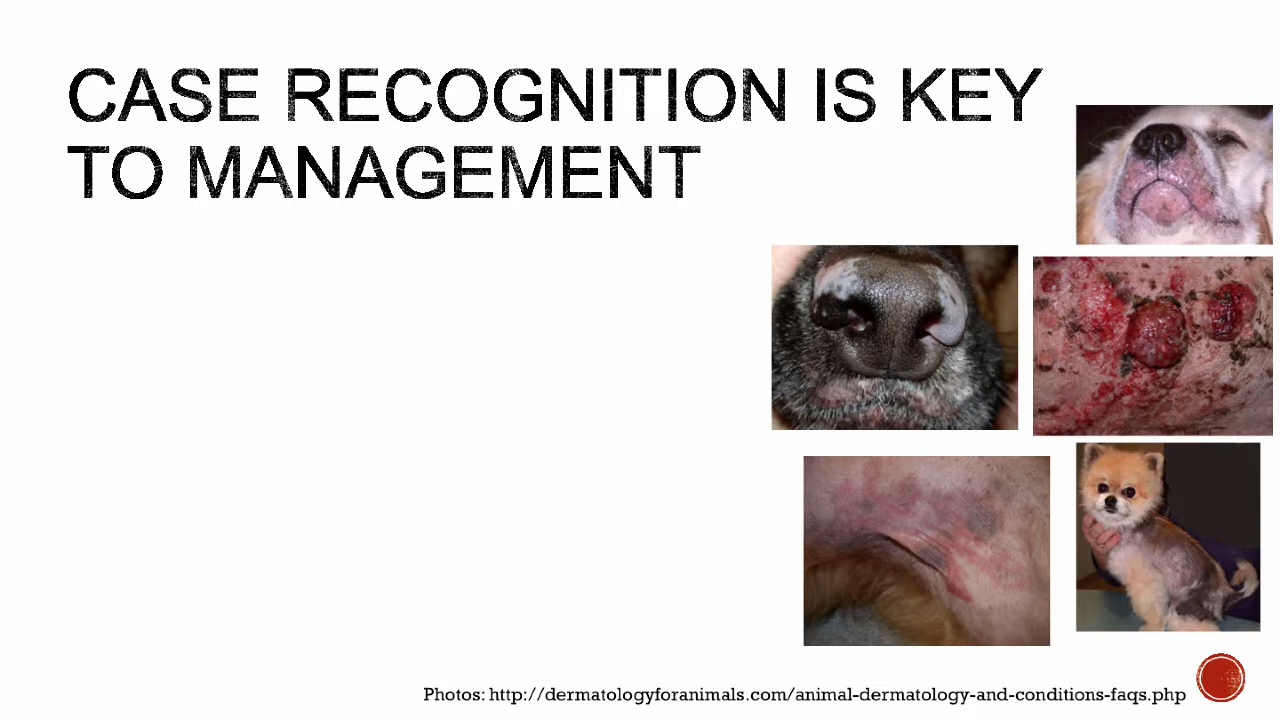 CASE RECOGNITION IS KEY
TO MANAGEMENT
Photos: http://dermatologyforanimals.com/animal-dermatology-and-conditions-faqs.php